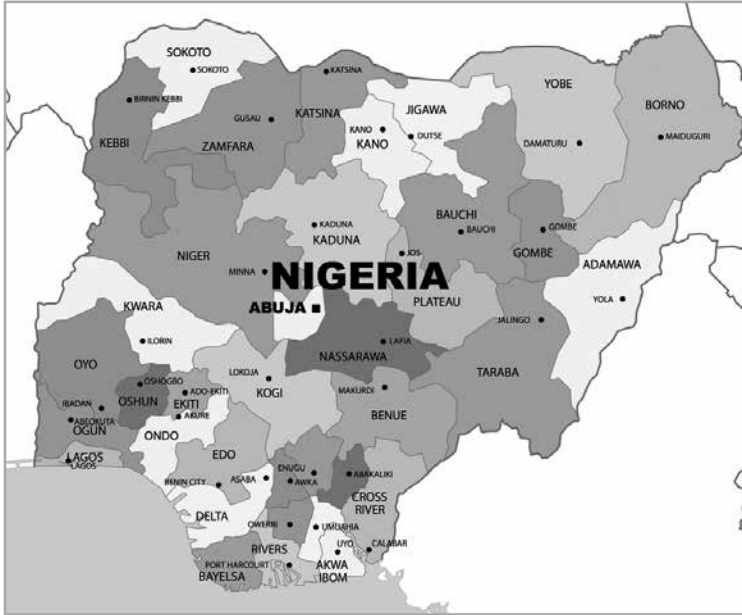 SOKOTO
SOKOTO
KATSINA
YOBE
BIRNIN KEBBI
JIGAWA
BORNO
GUSAU
KATSINA
KANO
DUTSE
KEBBI
ZAMFARA
KANO
DAMATURU
MAIDUGURI
KADUNA
BAUCHI
GOMBE
KADUNA
BAUCHI
NIGER
JOS
GOMBE
ADAMAWA
MINNA
NIGERIA
KWARA
ABUJA
PLATEAU
YOLA
JALINGO
ILORIN
LAFIA
NASSARAWA
OYO
LOKOJA
TARABA
OSHOGBO
ADO-EKITI
KOGI
MAKURDI
OSHUN
EKITI
IBADAN
BENUE
AKURE
ABEOKUTA
OGUN
ONDO
LAGOS
EDO
LAGOS
ENUGU
ABAKALIKI
BENIN CITY
ASABA
AWKA
CROSS
RIVER
DELTA
OWERRI
UMUAHIA
UYO
CALABAR
RIVERS
PORT HARCOURT
AKWA
IBOM
BAYELSA